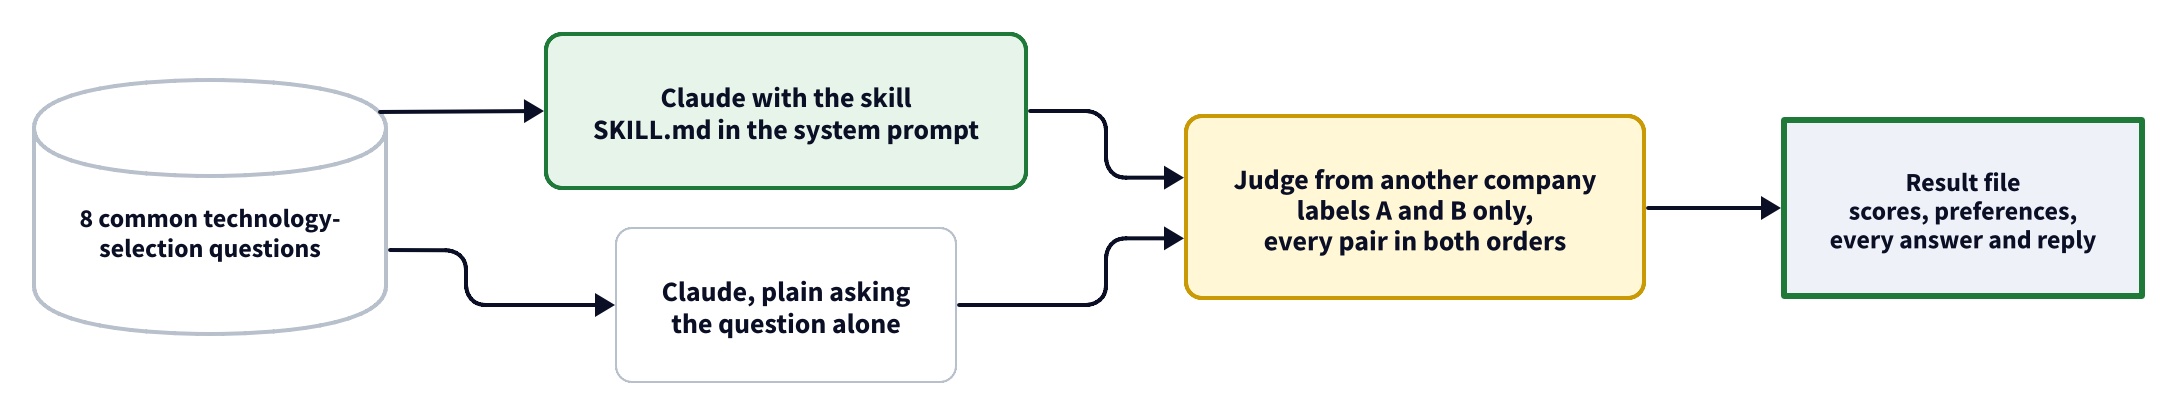 8 common technology-
selection questions
Claude with the skill
SKILL.md in the system prompt
Claude, plain asking
the question alone
Judge from another company
labels A and B only,
every pair in both orders
Result file
scores, preferences,
every answer and reply